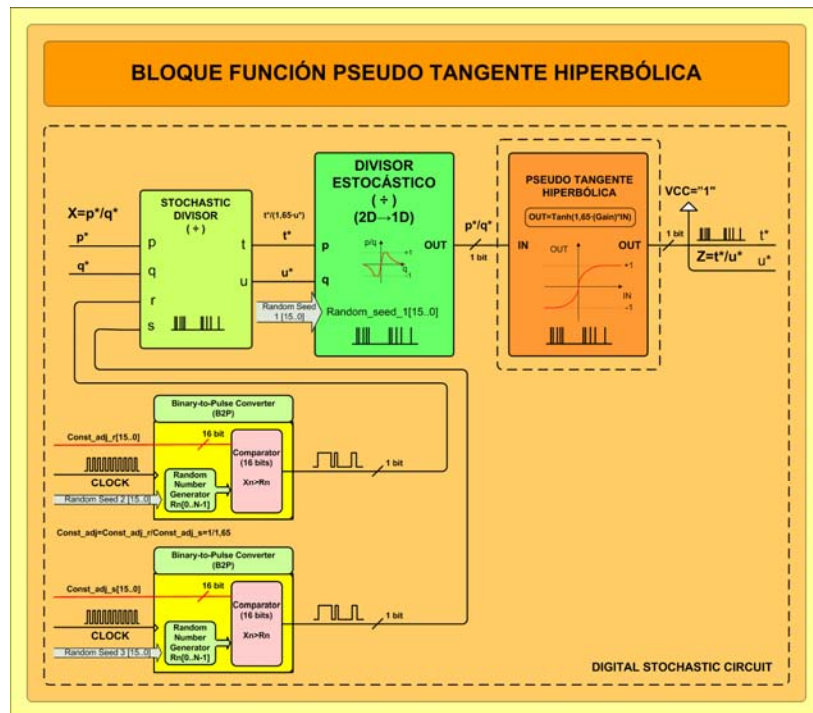 BLOQUE FUNCIÓN PSEUDO TANGENTE HIPERBÓLICA
X=p*/q*
p*
q*
STOCHASTIC
DIVISOR
( ÷ )
p
q
r
s
t
u
t*/(1,65·u*)
t*
u*
Random Seed
1 [15..0]
DIVISOR
ESTOCÁSTICO
( ÷ )
(2D→1D)
p/q
+1
q
-1
p
q
OUT
Random_seed_1[15..0]
p*/q*
1 bit
PSEUDO TANGENTE
HIPERBÓLICA
OUT=Tanh(1,65·(Gain)*IN)
IN
OUT
OUT
+1
IN
-1
VCC="1"
1 bit
t*
Z=t*/u*
u*
Binary-to-Pulse Converter
(B2P)
Const_adj_r[15..0]
16 bit
CLOCK
Random Seed 2 [15..0]
Random
Number
Generator
Rn[0..N-1]
Comparator
(16 bits)
Xn>Rn
1 bit
Const_adj=Const_adj_r/Const_adj_s=1/1,65
Binary-to-Pulse Converter
(B2P)
Const_adj_s[15..0]
16 bit
CLOCK
Random Seed 3 [15..0]
Random
Number
Generator
Rn[0..N-1]
Comparator
(16 bits)
Xn>Rn
1 bit
DIGITAL STOCHASTIC CIRCUIT